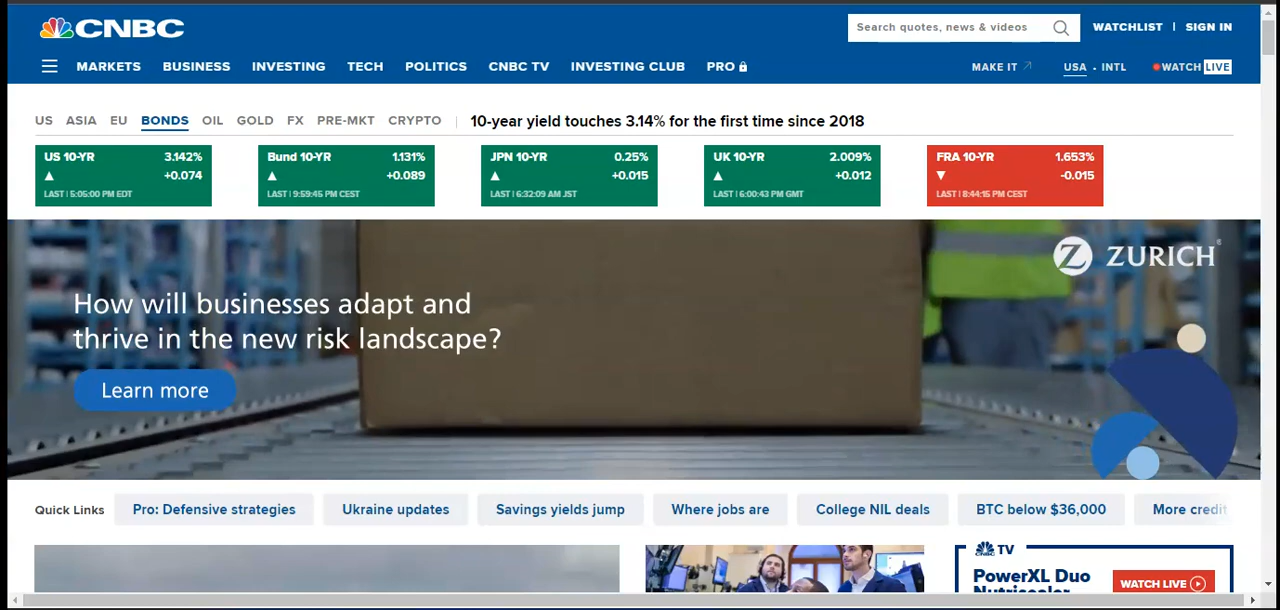 CNBC
Search quotes, news & videos
WATCHLIST | SIGN IN
MARKETS BUSINESS INVESTING TECH POLITICS CNBC TV INVESTING CLUB PRO
MAKE IT USA • INTL WATCH LIVE
US ASIA EU BONDS OIL GOLD FX PRE-MKT CRYPTO | 10-year yield touches 3.14% for the first time since 2018
US 10-YR 3.142%
▲ +0.074
LAST | 5:05:00 PM EDT
Bund 10-YR 1.131%
▲ +0.089
LAST | 9:59:45 PM CEST
JPN 10-YR 0.25%
▲ +0.015
LAST | 6:32:09 AM JST
UK 10-YR 2.009%
▲ +0.012
LAST | 6:00:43 PM GMT
FRA 10-YR 1.653%
▼ -0.015
LAST | 8:44:15 PM CEST
Z ZURICH®
How will businesses adapt and
thrive in the new risk landscape?
Learn more
Quick Links Pro: Defensive strategies Ukraine updates Savings yields jump Where jobs are College NIL deals BTC below $36,000 More credit
CNBC TV
PowerXL Duo
Nutrisealer
WATCH LIVE